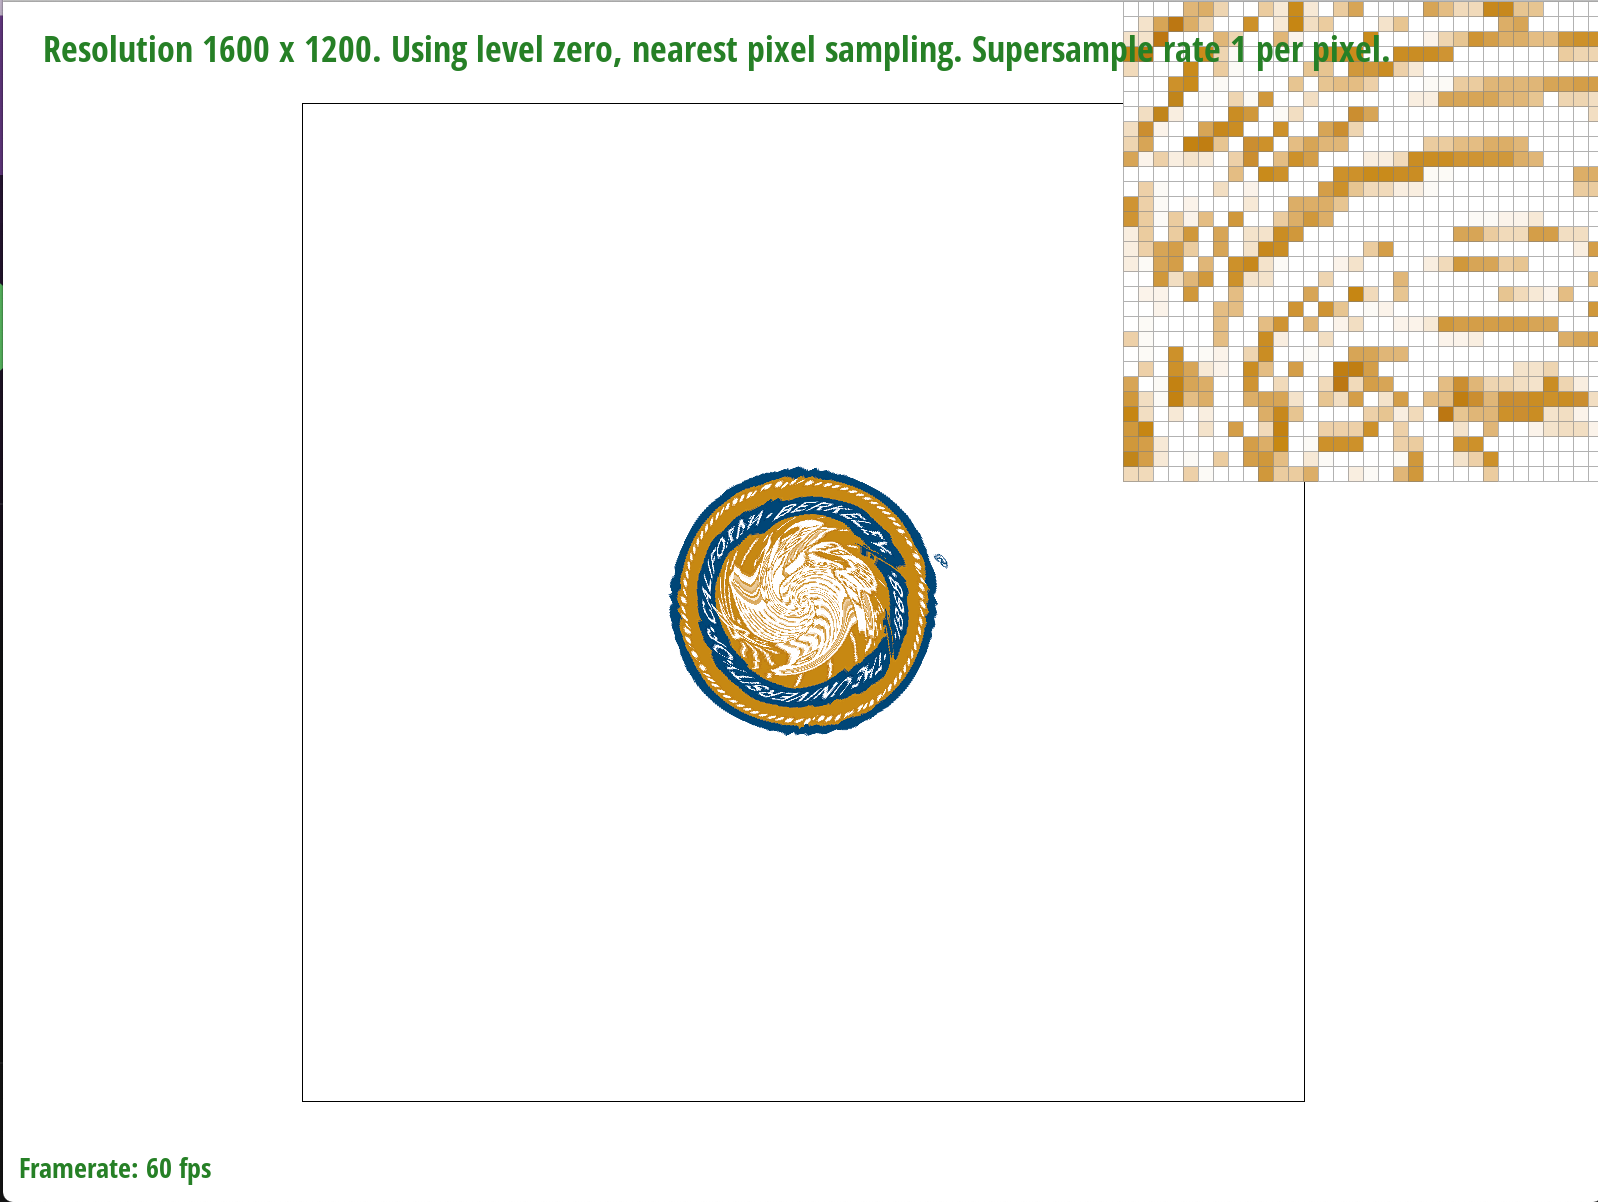 Resolution 1600 x 1200. Using level zero, nearest pixel sampling. Supersample rate 1 per pixel.
CALIFORNIA · BERKELEY
1868
THE UNIVERSITY OF
®
Framerate: 60 fps